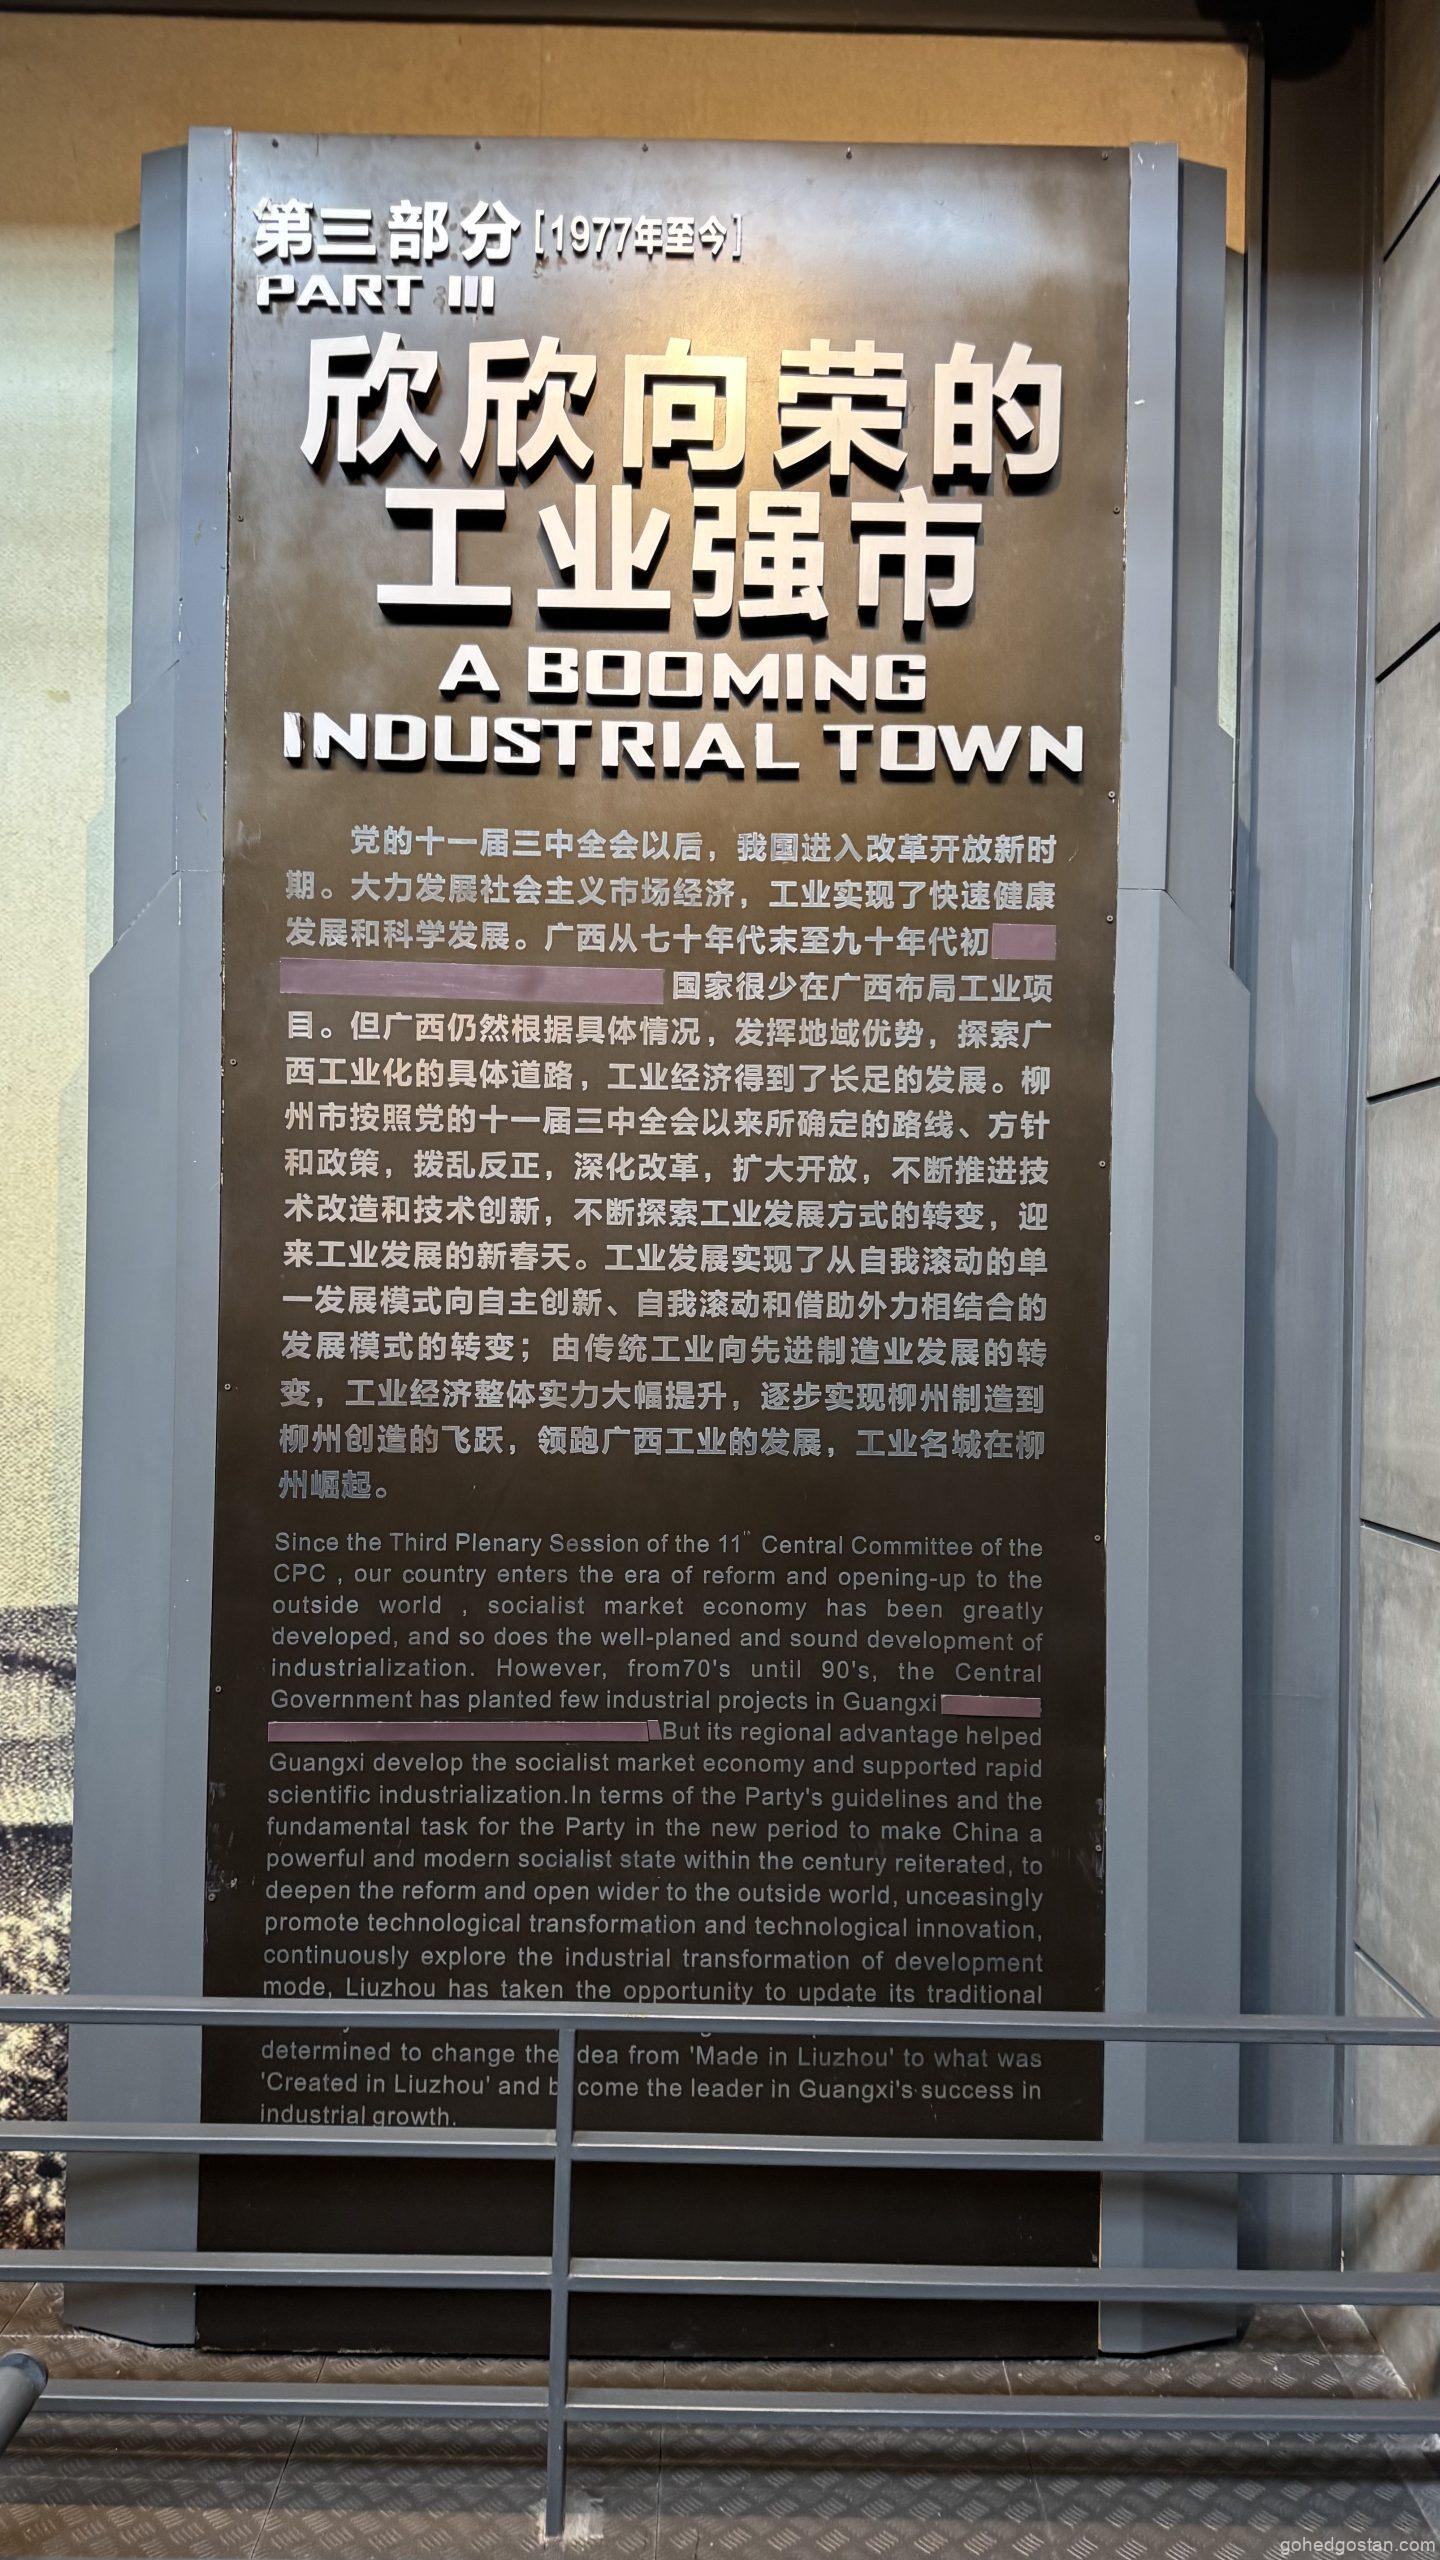 第三部分 [1977年至今]
PART III
欣欣向荣的
工业强市
A BOOMING
INDUSTRIAL TOWN
党的十一届三中全会以后，我国进入改革开放新时
期。大力发展社会主义市场经济，工业实现了快速健康
发展和科学发展。广西从七十年代末至九十年代初
国家很少在广西布局工业项
目。但广西仍然根据具体情况，发挥地域优势，探索广
西工业化的具体道路，工业经济得到了长足的发展。柳
州市按照党的十一届三中全会以来所确定的路线、方针
和政策，拨乱反正，深化改革，扩大开放，不断推进技
术改造和技术创新，不断探索工业发展方式的转变，迎
来工业发展的新春天。工业发展实现了从自我滚动的单
一发展模式向自主创新、自我滚动和借助外力相结合的
发展模式的转变；由传统工业向先进制造业发展的转
变，工业经济整体实力大幅提升，逐步实现柳州制造到
柳州创造的飞跃，领跑广西工业的发展，工业名城在柳
州崛起。
Since the Third Plenary Session of the 11th Central Committee of the
CPC , our country enters the era of reform and opening-up to the
outside world , socialist market economy has been greatly
developed, and so does the well-planed and sound development of
industrialization. However, from70's until 90's, the Central
Government has planted few industrial projects in Guangxi
But its regional advantage helped
Guangxi develop the socialist market economy and supported rapid
scientific industrialization.In terms of the Party's guidelines and the
fundamental task for the Party in the new period to make China a
powerful and modern socialist state within the century reiterated, to
deepen the reform and open wider to the outside world, unceasingly
promote technological transformation and technological innovation,
continuously explore the industrial transformation of development
mode, Liuzhou has taken the opportunity to update its traditional
determined to change the idea from 'Made in Liuzhou' to what was
'Created in Liuzhou' and become the leader in Guangxi's success in
industrial growth.
gohedgostan.com